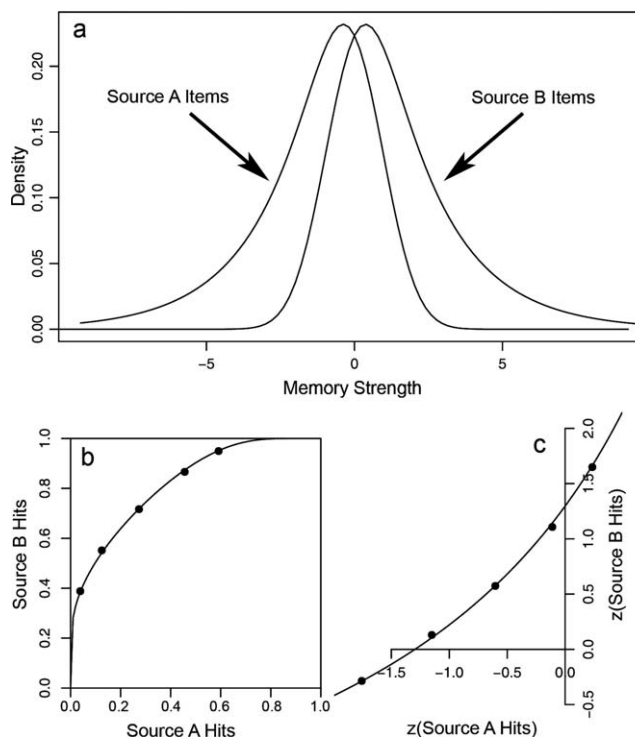 a
Source A Items
Source B Items
Density
0.00
0.05
0.10
0.15
0.20
−5
0
5
Memory Strength
b
Source B Hits
0.0
0.2
0.4
0.6
0.8
1.0
0.0
0.2
0.4
0.6
0.8
1.0
Source A Hits
c
−1.5
−1.0
−0.5
0.0
z(Source A Hits)
−0.5
0.0
0.5
1.0
1.5
2.0
z(Source B Hits)